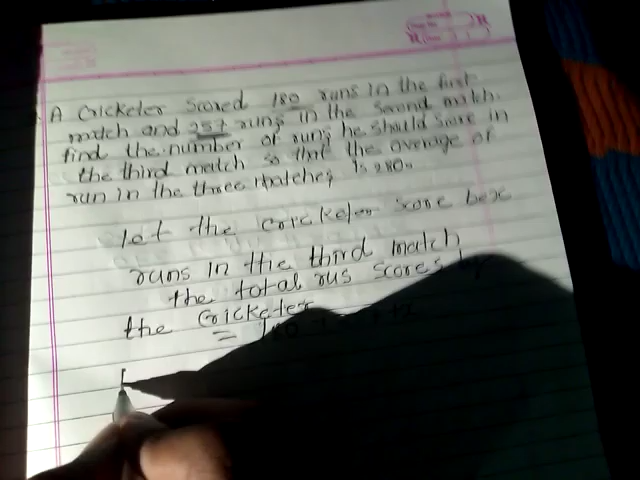 A Cricketer Scored 180 runs in the first
match and 257 runs in the Second match.
find the number of runs he should score in
the third match so that the average of
run in the three Matches is 280.
let the cricketer score be x
runs in the third match
the total rus scores by
the Cricketer
=